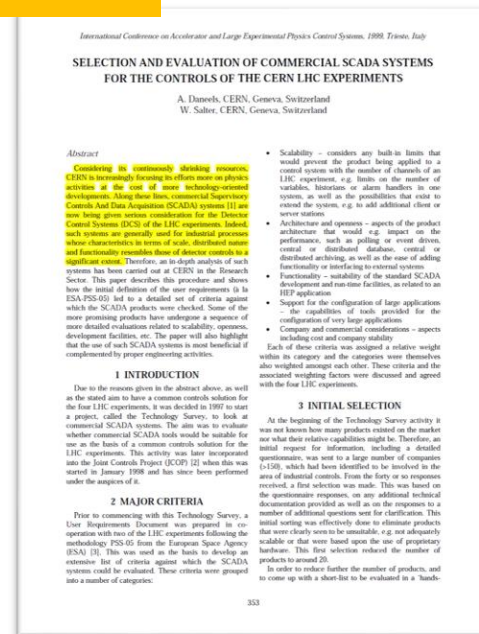 International Conference on Accelerator and Large Experimental Physics Control Systems, 1999, Trieste, Italy
SELECTION AND EVALUATION OF COMMERCIAL SCADA SYSTEMS
FOR THE CONTROLS OF THE CERN LHC EXPERIMENTS
A. Daneels, CERN, Geneva, Switzerland
W. Salter, CERN, Geneva, Switzerland
Abstract
Considering its continuously shrinking resources,
CERN is increasingly focusing its efforts more on physics
activities at the cost of more technology-oriented
developments. Along these lines, commercial Supervisory
Controls And Data Acquisition (SCADA) systems [1] are
now being given serious consideration for the Detector
Control Systems (DCS) of the LHC experiments. Indeed,
such systems are generally used for industrial processes
whose characteristics in terms of scale, distributed nature
and functionality resembles those of detector controls to a
significant extent. Therefore, an in-depth analysis of such
systems has been carried out at CERN in the Research
Sector. This paper describes this procedure and shows
how the initial definition of the user requirements (à la
ESA-PSS-05) led to a detailed set of criteria against
which the SCADA products were checked. Some of the
more promising products have undergone a sequence of
more detailed evaluations related to scalability, openness,
development facilities, etc. The paper will also highlight
that the use of such SCADA systems is most beneficial if
complemented by proper engineering activities.
1 INTRODUCTION
Due to the reasons given in the abstract above, as well
as the stated aim to have a common controls solution for
the four LHC experiments, it was decided in 1997 to start
a project, called the Technology Survey, to look at
commercial SCADA systems. The aim was to evaluate
whether commercial SCADA tools would be suitable for
use as the basis of a common controls solution for the
LHC experiments. This activity was later incorporated
into the Joint Controls Project (JCOP) [2] when this was
started in January 1998 and has since been performed
under the auspices of it.
2 MAJOR CRITERIA
Prior to commencing with this Technology Survey, a
User Requirements Document was prepared in co-
operation with two of the LHC experiments following the
methodology PSS-05 from the European Space Agency
(ESA) [3]. This was used as the basis to develop an
extensive list of criteria against which the SCADA
systems could be evaluated. These criteria were grouped
into a number of categories:
• Scalability – considers any built-in limits that
would prevent the product being applied to a
control system with the number of channels of an
LHC experiment, e.g. limits on the number of
variables, historians or alarm handlers in one
system, as well as the possibilities that exist to
extend the system, e.g. to add additional client or
server stations
• Architecture and openness – aspects of the product
architecture that would e.g. impact on the
performance, such as polling or event driven,
central or distributed database, central or
distributed archiving, as well as the ease of adding
functionality or interfacing to external systems
• Functionality – suitability of the standard SCADA
development and run-time facilities, as related to an
HEP application
• Support for the configuration of large applications
– the capabilities of tools provided for the
configuration of very large applications
• Company and commercial considerations – aspects
including cost and company stability
Each of these criteria was assigned a relative weight
within its category and the categories were themselves
also weighted amongst each other. These criteria and the
associated weighting factors were discussed and agreed
with the four LHC experiments.
3 INITIAL SELECTION
At the beginning of the Technology Survey activity it
was not known how many products existed on the market
nor what their relative capabilities might be. Therefore, an
initial request for information, including a detailed
questionnaire, was sent to a large number of companies
(>150), which had been identified to be involved in the
area of industrial controls. From the forty or so responses
received, a first selection was made. This was based on
the questionnaire responses, on any additional technical
documentation provided as well as on the responses to a
number of additional questions sent for clarification. This
initial sorting was effectively done to eliminate products
that were clearly seen to be unsuitable, e.g. not adequately
scalable or that were based upon the use of proprietary
hardware. This first selection reduced the number of
products to around 20.
In order to reduce further the number of products, and
to come up with a short-list to be evaluated in a 'hands-
353